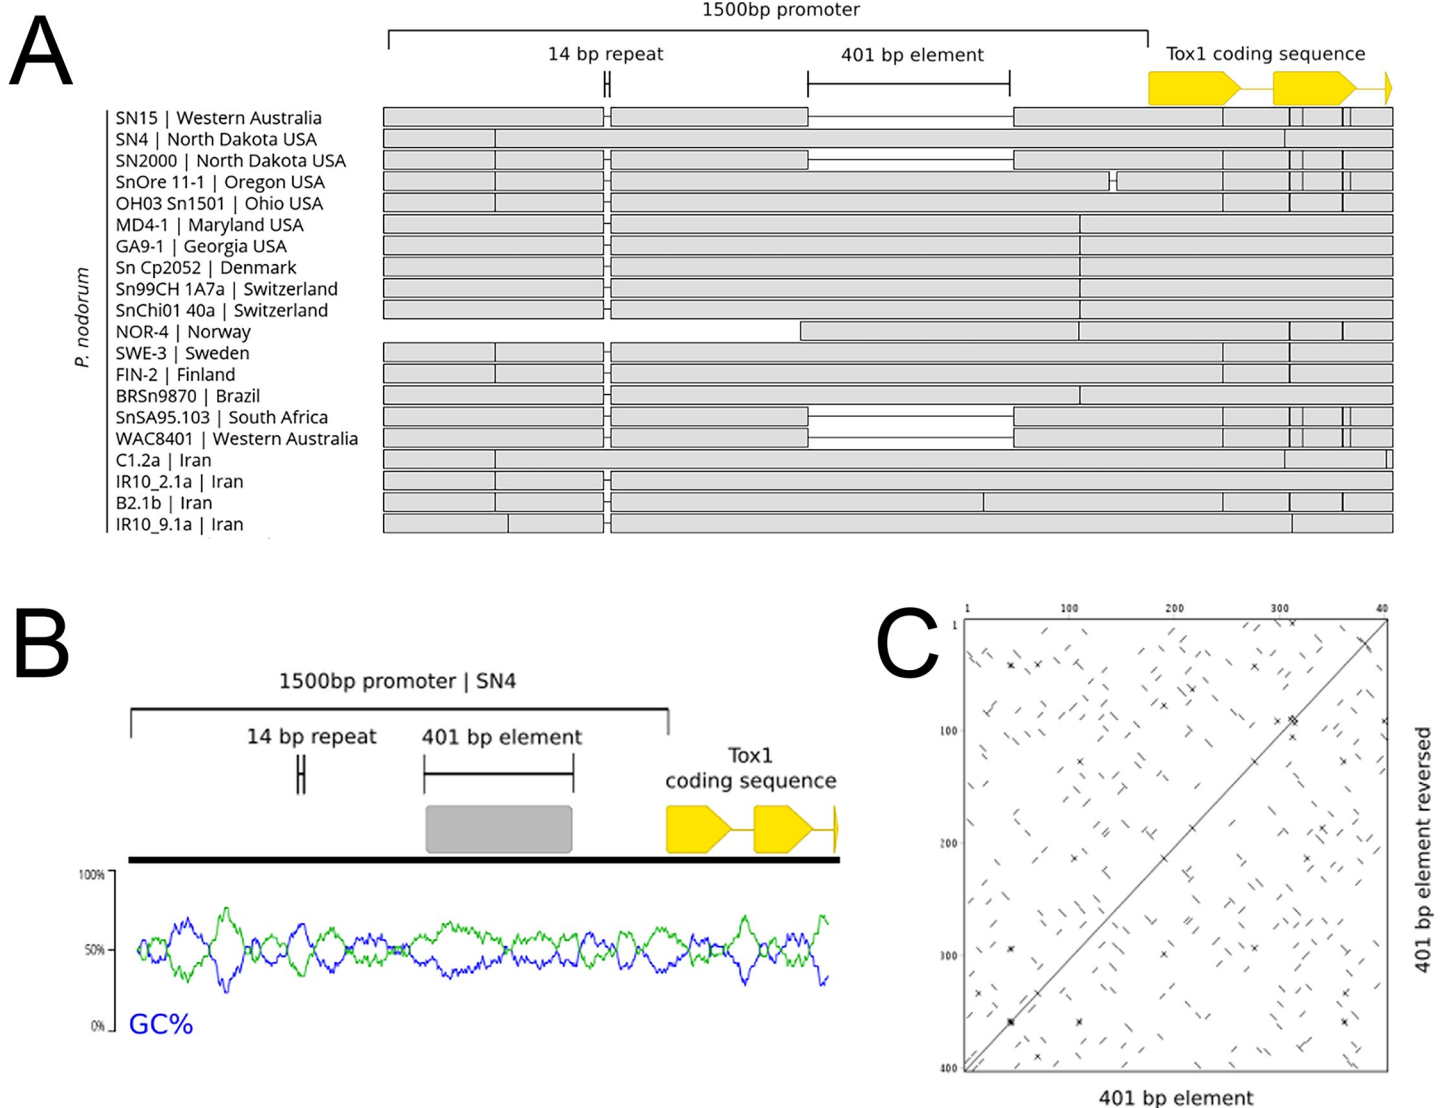 A
1500bp promoter
14 bp repeat
401 bp element
Tox1 coding sequence
P. nodorum
SN15 | Western Australia
SN4 | North Dakota USA
SN2000 | North Dakota USA
SnOre 11-1 | Oregon USA
OH03 Sn1501 | Ohio USA
MD4-1 | Maryland USA
GA9-1 | Georgia USA
Sn Cp2052 | Denmark
Sn99CH 1A7a | Switzerland
SnChi01 40a | Switzerland
NOR-4 | Norway
SWE-3 | Sweden
FIN-2 | Finland
BRSn9870 | Brazil
SnSA95.103 | South Africa
WAC8401 | Western Australia
C1.2a | Iran
IR10_2.1a | Iran
B2.1b | Iran
IR10_9.1a | Iran
B
1500bp promoter | SN4
14 bp repeat
401 bp element
Tox1
coding sequence
100%
50%
0%
GC%
C
1 100 200 300 40
1
100
200
300
400
401 bp element reversed
401 bp element